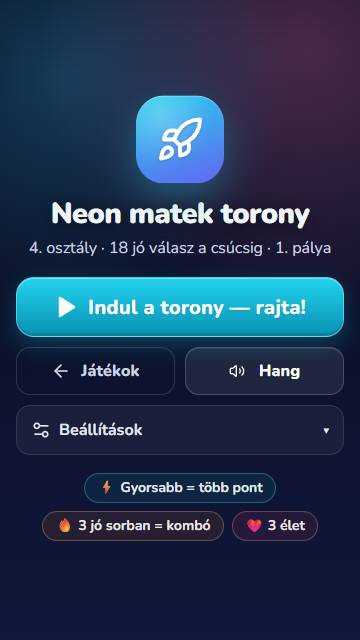 Neon matek torony
4. osztály · 18 jó válasz a csúcsig · 1. pálya
Indul a torony — rajta!
Játékok
Hang
Beállítások
Gyorsabb = több pont
3 jó sorban = kombó
3 élet